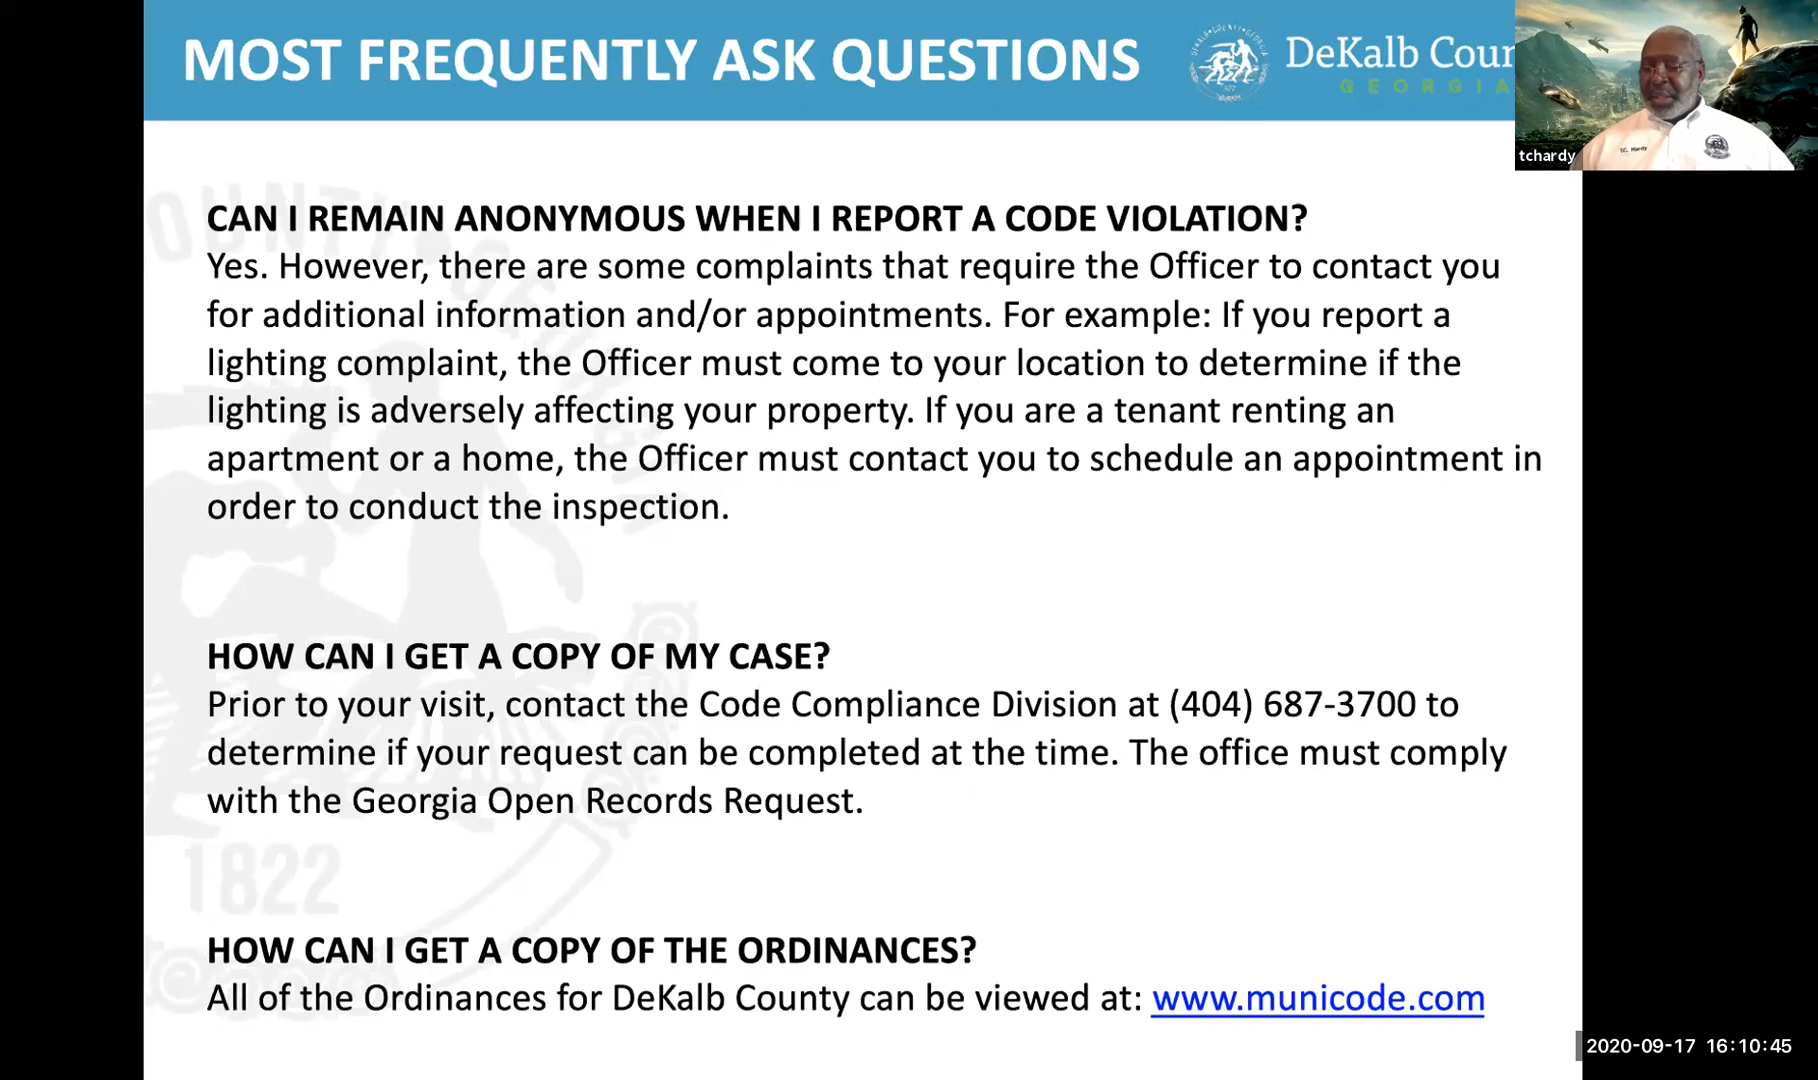 MOST FREQUENTLY ASK QUESTIONS
DeKalb Cour
GEORGIA
T.C. Hardy
tchardy
CAN I REMAIN ANONYMOUS WHEN I REPORT A CODE VIOLATION?
Yes. However, there are some complaints that require the Officer to contact you
for additional information and/or appointments. For example: If you report a
lighting complaint, the Officer must come to your location to determine if the
lighting is adversely affecting your property. If you are a tenant renting an
apartment or a home, the Officer must contact you to schedule an appointment in
order to conduct the inspection.
HOW CAN I GET A COPY OF MY CASE?
Prior to your visit, contact the Code Compliance Division at (404) 687-3700 to
determine if your request can be completed at the time. The office must comply
with the Georgia Open Records Request.
1822
HOW CAN I GET A COPY OF THE ORDINANCES?
All of the Ordinances for DeKalb County can be viewed at: www.municode.com
2020-09-17 16:10:45